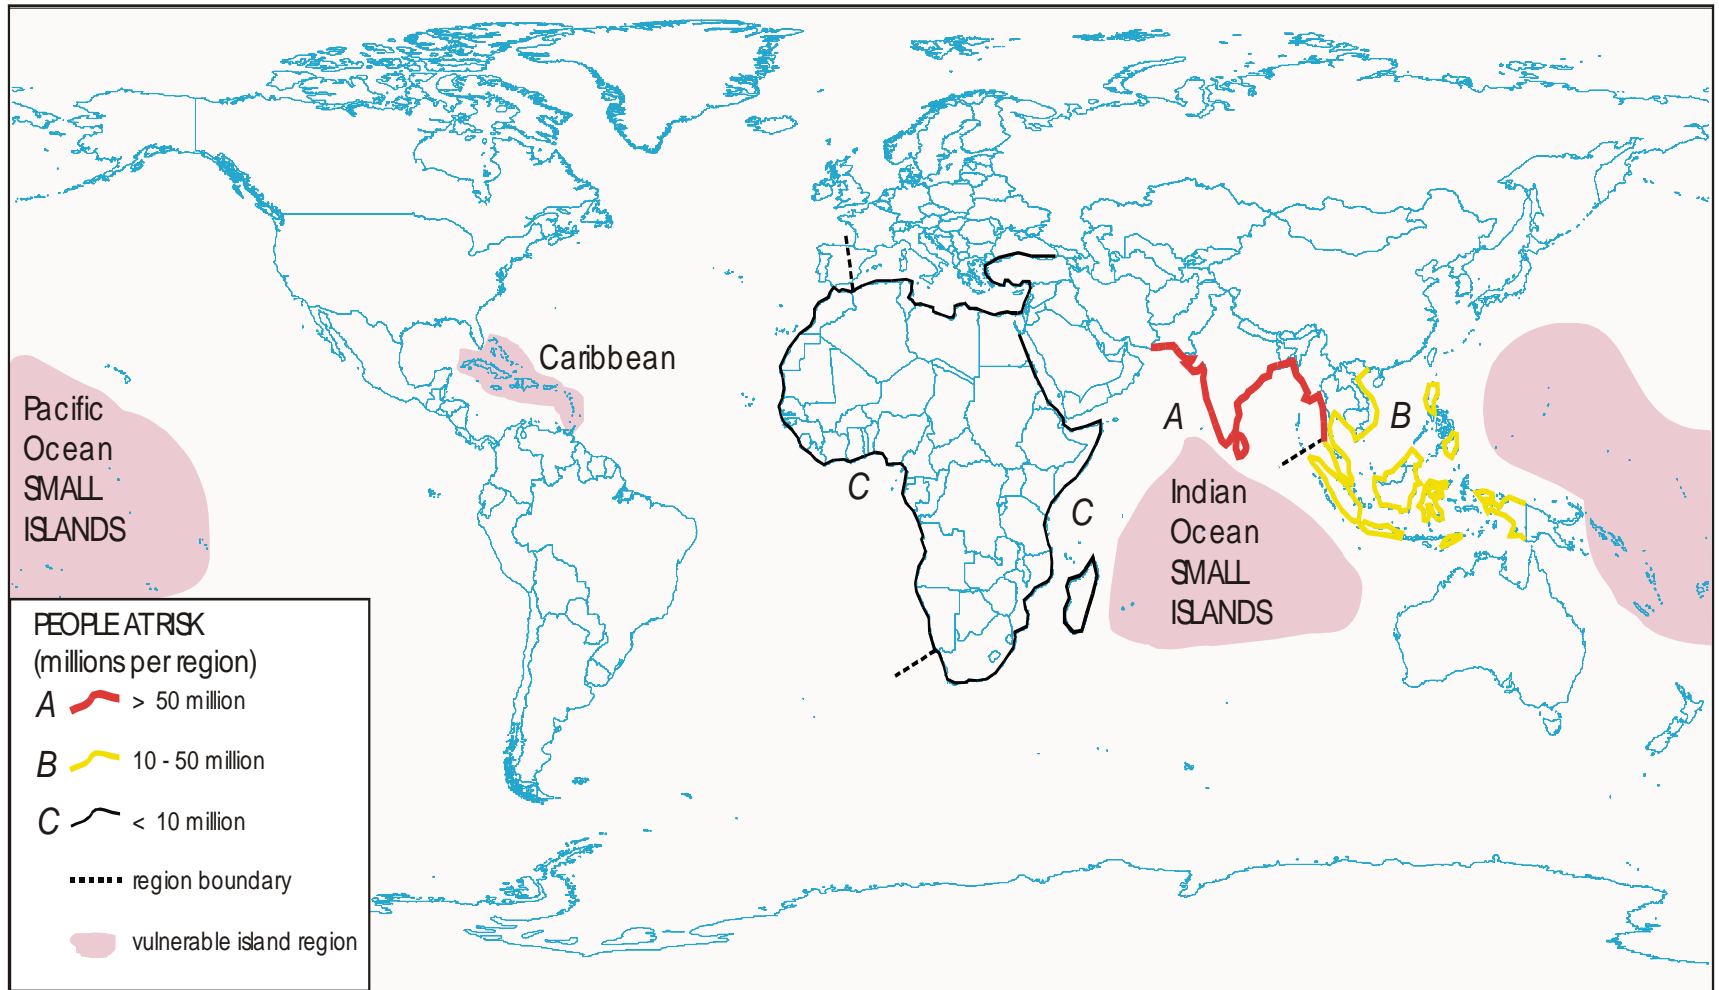 Caribbean
Pacific
Ocean
SMALL
ISLANDS
A
B
C
C
Indian
Ocean
SMALL
ISLANDS
PEOPLE AT RISK
(millions per region)
A > 50 million
B 10 - 50 million
C < 10 million
region boundary
vulnerable island region